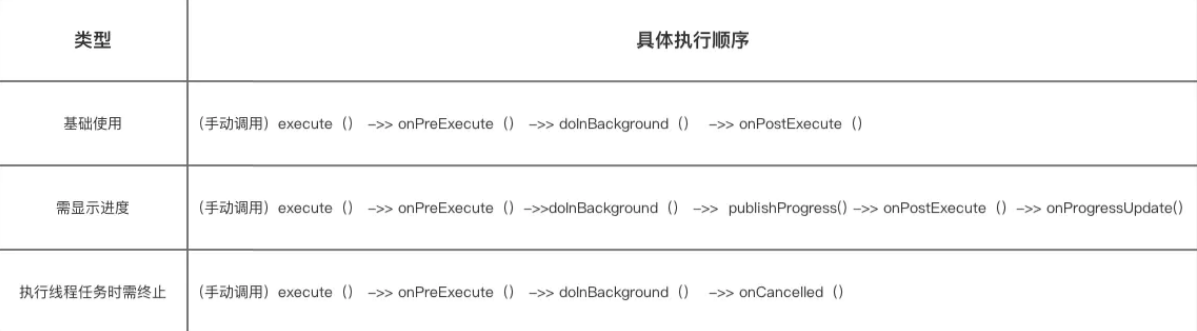 类型
具体执行顺序
基础使用
（手动调用）execute（） ->> onPreExecute（） ->> doInBackground（） ->> onPostExecute（）
需显示进度
（手动调用）execute（） ->> onPreExecute（）->>doInBackground（） ->> publishProgress() ->> onPostExecute（）->> onProgressUpdate()
执行线程任务时需终止
（手动调用）execute（） ->> onPreExecute（） ->> doInBackground（） ->> onCancelled（）